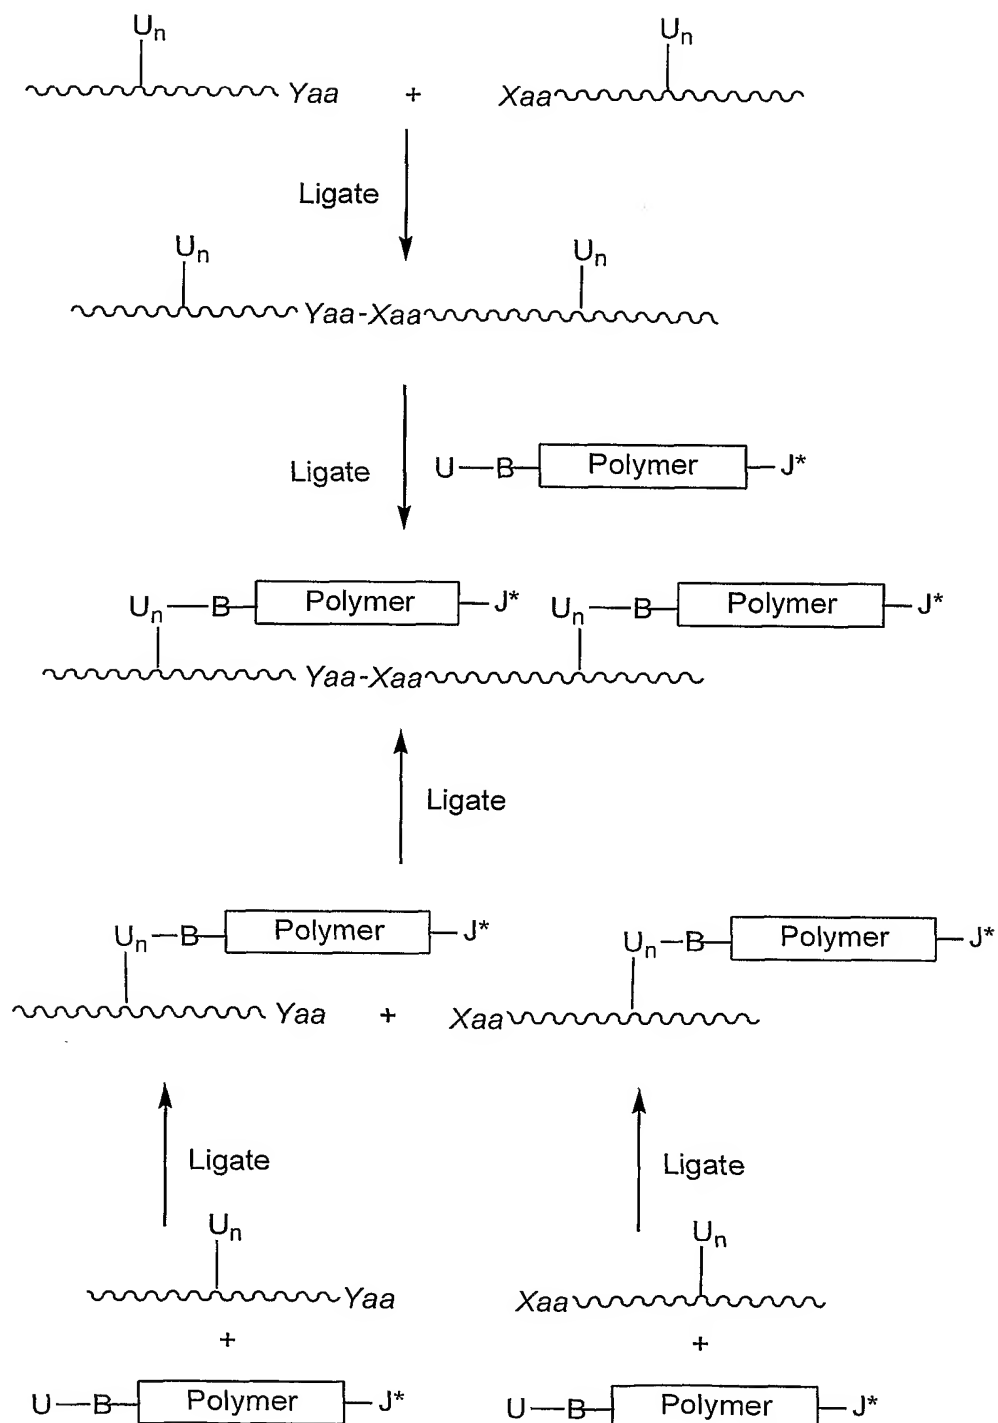 Un Un
Yaa + Xaa
Ligate
Un Un
Yaa-Xaa
Ligate U—B—Polymer—J*
Un—B—Polymer—J* Un—B—Polymer—J*
Yaa-Xaa
Ligate
Un—B—Polymer—J* Un—B—Polymer—J*
Yaa + Xaa
Ligate Ligate
Un Un
Yaa Xaa
+ +
U—B—Polymer—J* U—B—Polymer—J*